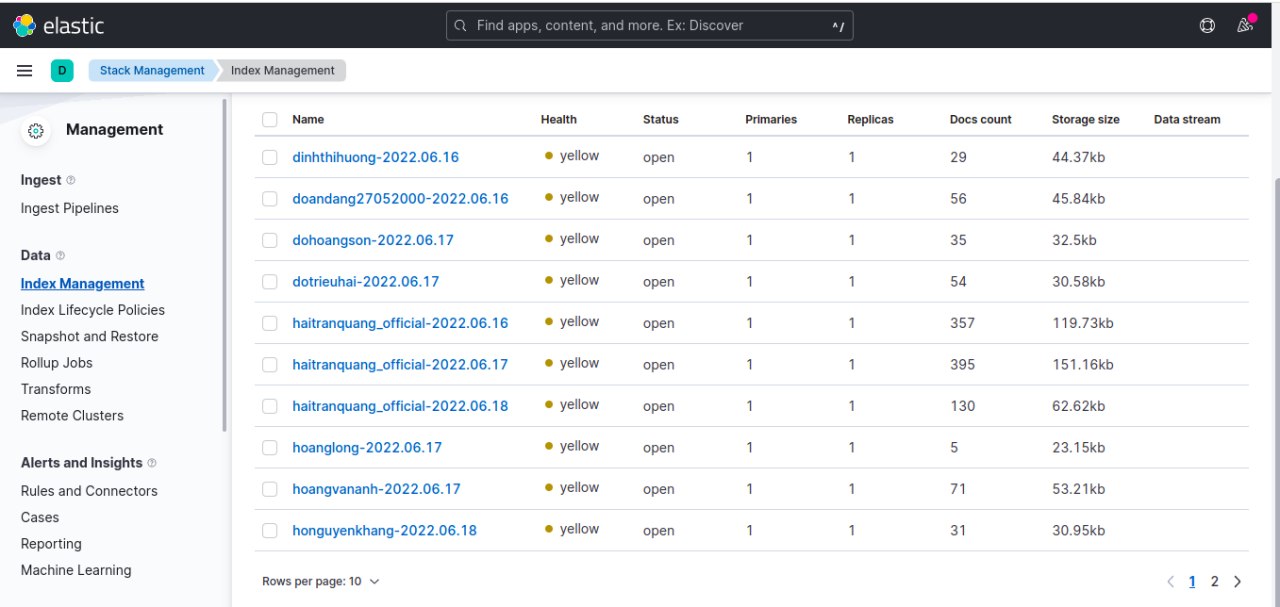 elastic
Find apps, content, and more. Ex: Discover ^/
D Stack Management Index Management
Management
Ingest
Ingest Pipelines
Data
Index Management
Index Lifecycle Policies
Snapshot and Restore
Rollup Jobs
Transforms
Remote Clusters
Alerts and Insights
Rules and Connectors
Cases
Reporting
Machine Learning
Name Health Status Primaries Replicas Docs count Storage size Data stream
dinhthihuong-2022.06.16 yellow open 1 1 29 44.37kb
doandang27052000-2022.06.16 yellow open 1 1 56 45.84kb
dohoangson-2022.06.17 yellow open 1 1 35 32.5kb
dotrieuhai-2022.06.17 yellow open 1 1 54 30.58kb
haitranquang_official-2022.06.16 yellow open 1 1 357 119.73kb
haitranquang_official-2022.06.17 yellow open 1 1 395 151.16kb
haitranquang_official-2022.06.18 yellow open 1 1 130 62.62kb
hoanglong-2022.06.17 yellow open 1 1 5 23.15kb
hoangvananh-2022.06.17 yellow open 1 1 71 53.21kb
honguyenkhang-2022.06.18 yellow open 1 1 31 30.95kb
Rows per page: 10
1 2